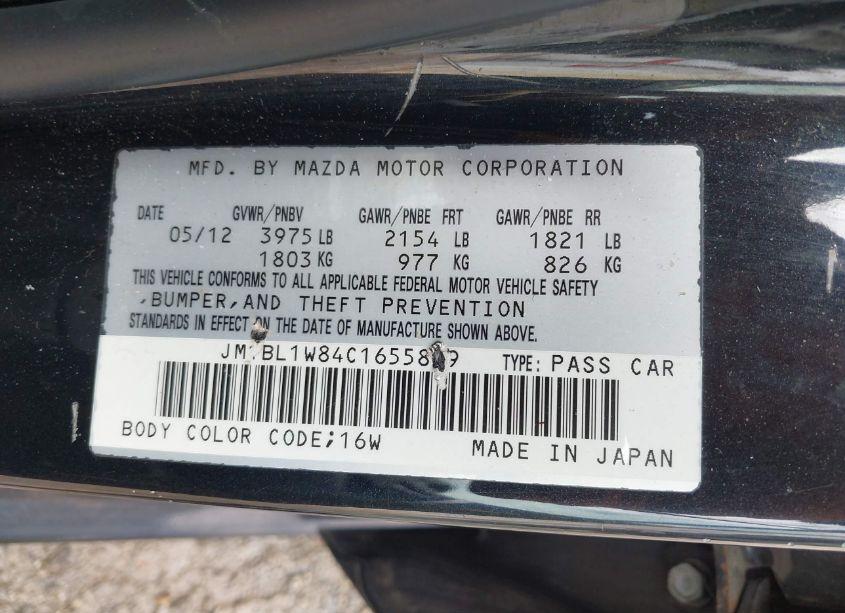 MFD. BY MAZDA MOTOR CORPORATION
DATE GVWR/PNBV GAWR/PNBE FRT GAWR/PNBE RR
05/12 3975 LB 2154 LB 1821 LB
1803 KG 977 KG 826 KG
THIS VEHICLE CONFORMS TO ALL APPLICABLE FEDERAL MOTOR VEHICLE SAFETY
,BUMPER,AND THEFT PREVENTION
STANDARDS IN EFFECT ON THE DATE OF MANUFACTURE SHOWN ABOVE.
TYPE: PASS CAR
BODY COLOR CODE;16W MADE IN JAPAN